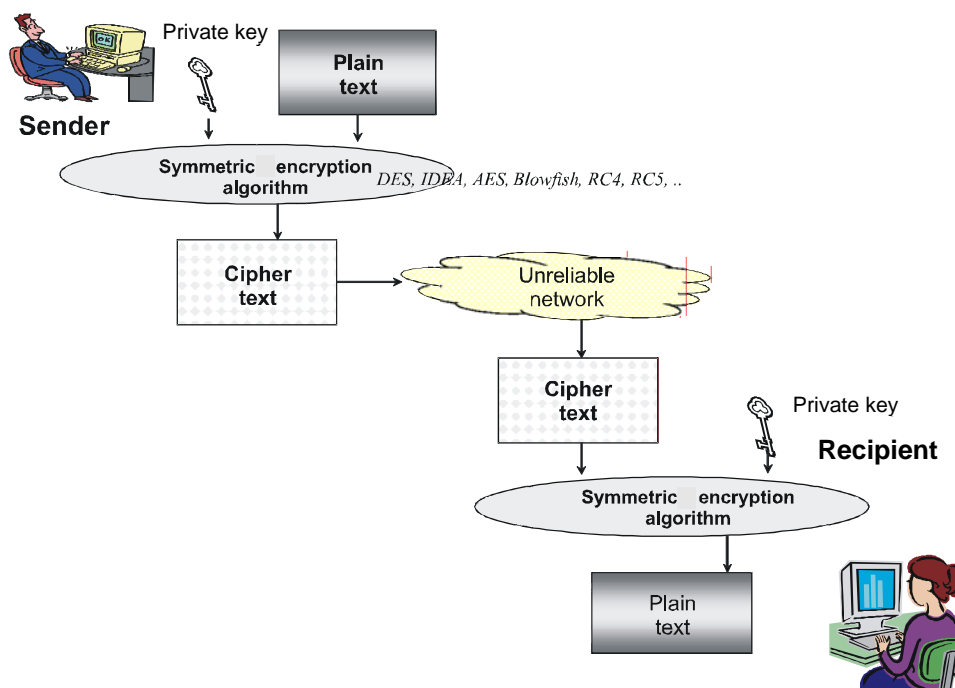 Private key
Plain
text
Sender
Symmetric encryption
algorithm
DES, IDEA, AES, Blowfish, RC4, RC5, ..
Cipher
text
Unreliable
network
Cipher
text
Private key
Recipient
Symmetric encryption
algorithm
Plain
text